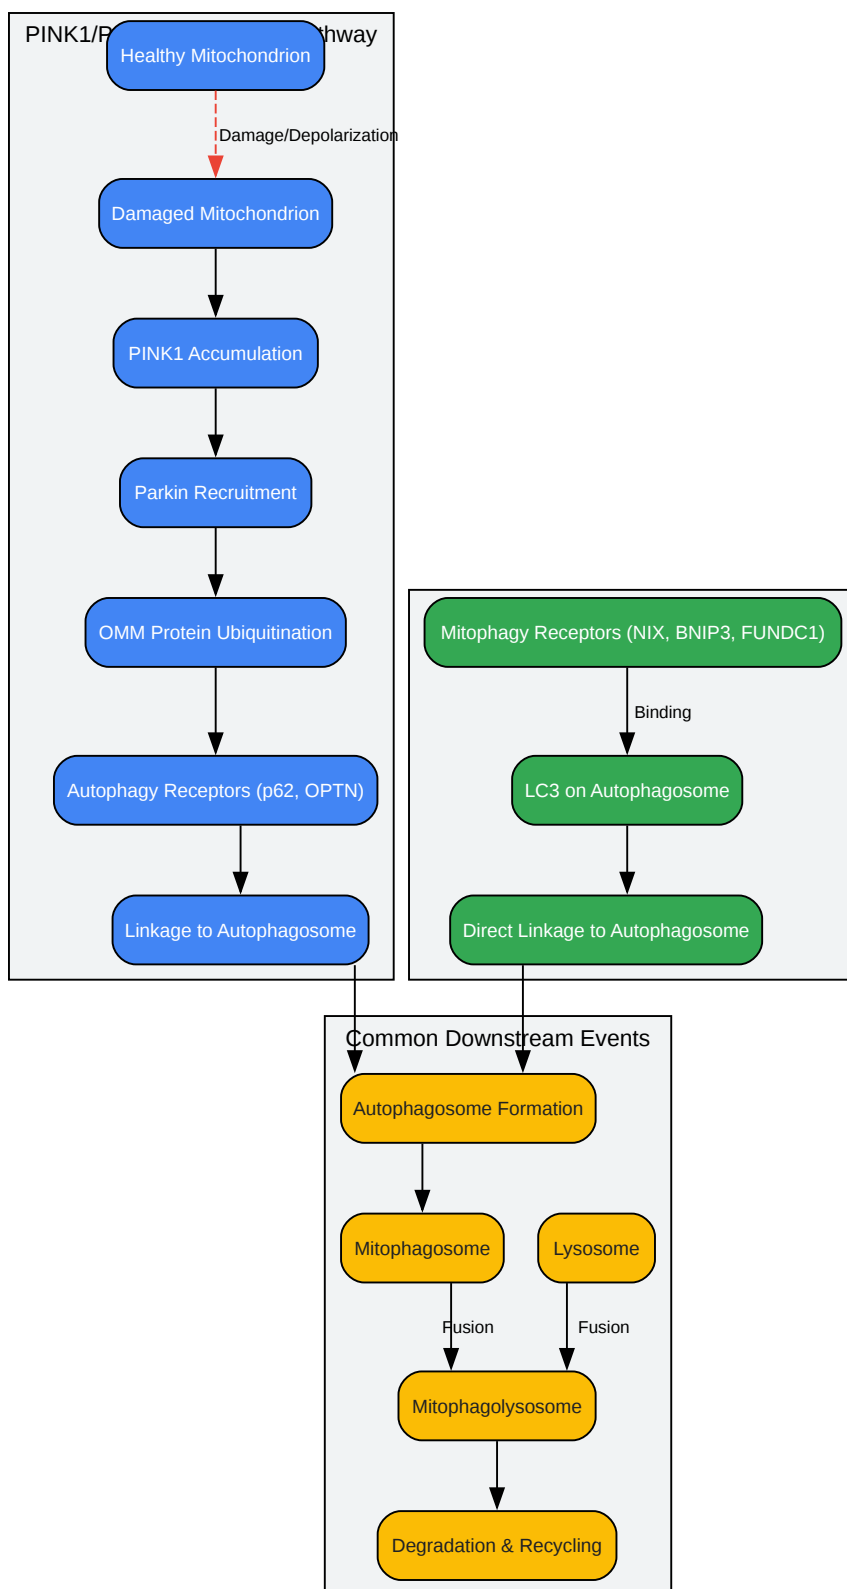 PINK1/P thway
Healthy Mitochondrion
Damage/Depolarization
Damaged Mitochondrion
PINK1 Accumulation
Parkin Recruitment
OMM Protein Ubiquitination
Autophagy Receptors (p62, OPTN)
Linkage to Autophagosome
Mitophagy Receptors (NIX, BNIP3, FUNDC1)
Binding
LC3 on Autophagosome
Direct Linkage to Autophagosome
Common Downstream Events
Autophagosome Formation
Mitophagosome
Lysosome
Fusion
Fusion
Mitophagolysosome
Degradation & Recycling